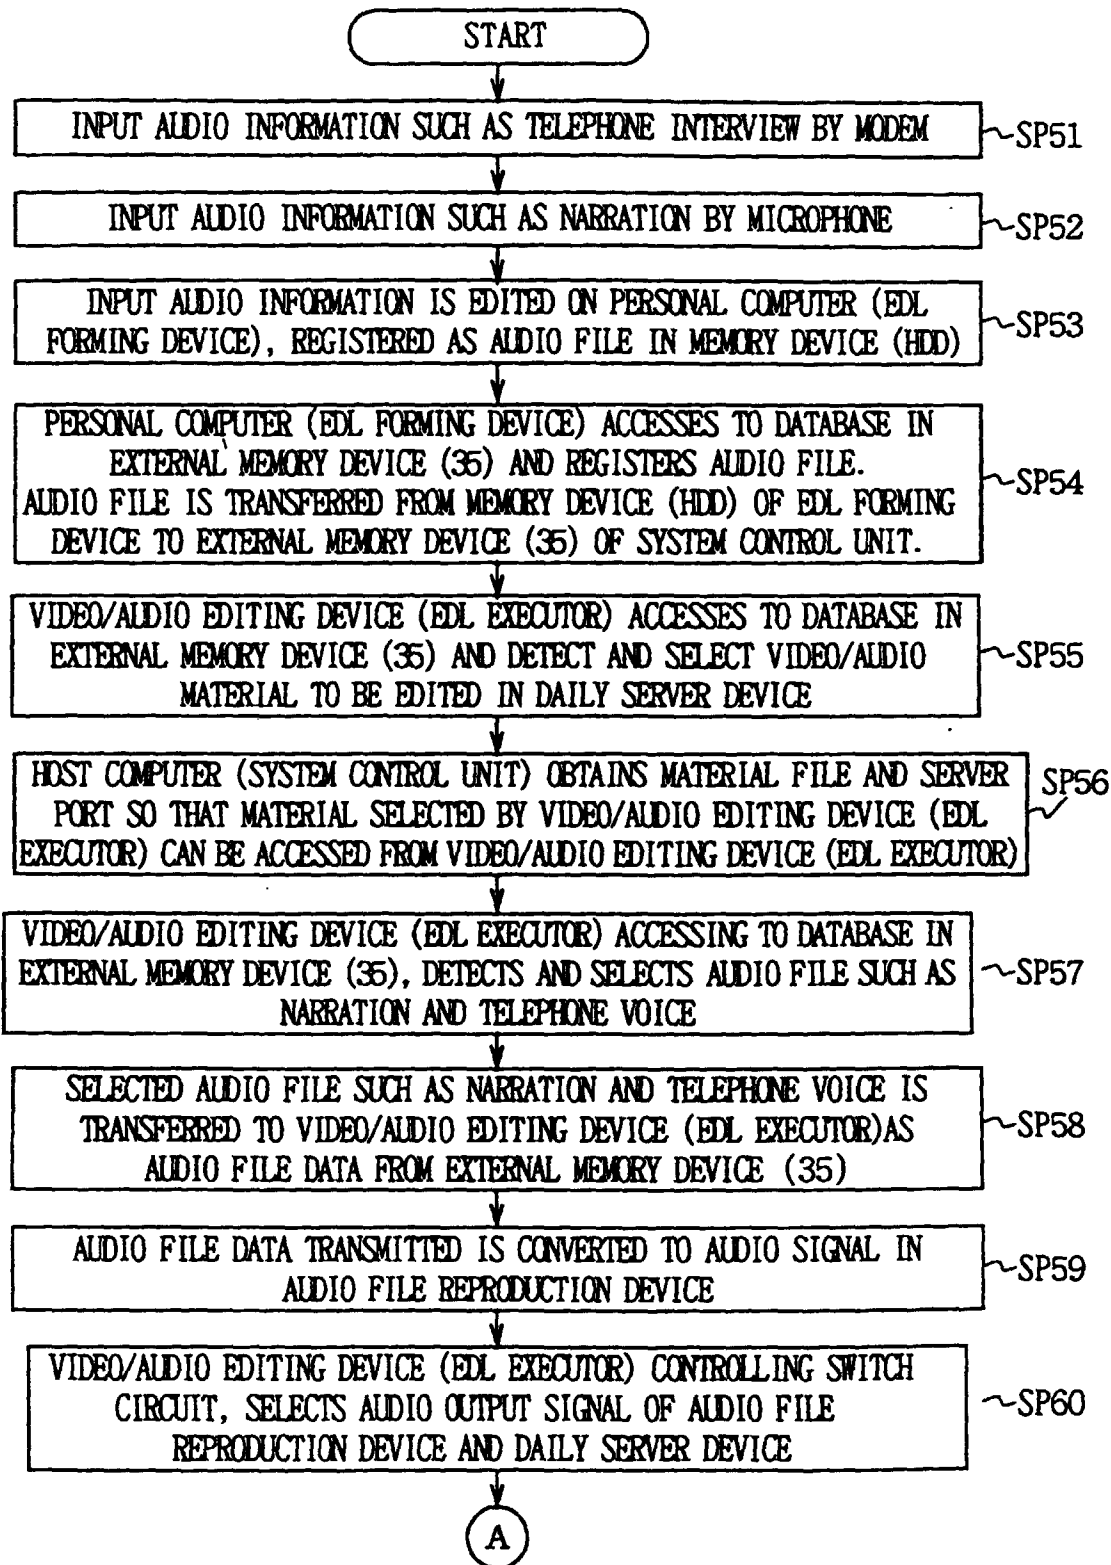 START
INPUT AUDIO INFORMATION SUCH AS TELEPHONE INTERVIEW BY MODEM
SP51
INPUT AUDIO INFORMATION SUCH AS NARRATION BY MICROPHONE
SP52
INPUT AUDIO INFORMATION IS EDITED ON PERSONAL COMPUTER (EDL
FORMING DEVICE), REGISTERED AS AUDIO FILE IN MEMORY DEVICE (HDD)
SP53
PERSONAL COMPUTER (EDL FORMING DEVICE) ACCESSES TO DATABASE IN
EXTERNAL MEMORY DEVICE (35) AND REGISTERS AUDIO FILE.
AUDIO FILE IS TRANSFERRED FROM MEMORY DEVICE (HDD) OF EDL FORMING
DEVICE TO EXTERNAL MEMORY DEVICE (35) OF SYSTEM CONTROL UNIT.
SP54
VIDEO/AUDIO EDITING DEVICE (EDL EXECUTOR) ACCESSES TO DATABASE IN
EXTERNAL MEMORY DEVICE (35) AND DETECT AND SELECT VIDEO/AUDIO
MATERIAL TO BE EDITED IN DAILY SERVER DEVICE
SP55
HOST COMPUTER (SYSTEM CONTROL UNIT) OBTAINS MATERIAL FILE AND SERVER
PORT SO THAT MATERIAL SELECTED BY VIDEO/AUDIO EDITING DEVICE (EDL
EXECUTOR) CAN BE ACCESSED FROM VIDEO/AUDIO EDITING DEVICE (EDL EXECUTOR)
SP56
VIDEO/AUDIO EDITING DEVICE (EDL EXECUTOR) ACCESSING TO DATABASE IN
EXTERNAL MEMORY DEVICE (35), DETECTS AND SELECTS AUDIO FILE SUCH AS
NARRATION AND TELEPHONE VOICE
SP57
SELECTED AUDIO FILE SUCH AS NARRATION AND TELEPHONE VOICE IS
TRANSFERRED TO VIDEO/AUDIO EDITING DEVICE (EDL EXECUTOR)AS
AUDIO FILE DATA FROM EXTERNAL MEMORY DEVICE (35)
SP58
AUDIO FILE DATA TRANSMITTED IS CONVERTED TO AUDIO SIGNAL IN
AUDIO FILE REPRODUCTION DEVICE
SP59
VIDEO/AUDIO EDITING DEVICE (EDL EXECUTOR) CONTROLLING SWITCH
CIRCUIT, SELECTS AUDIO OUTPUT SIGNAL OF AUDIO FILE
REPRODUCTION DEVICE AND DAILY SERVER DEVICE
SP60
A